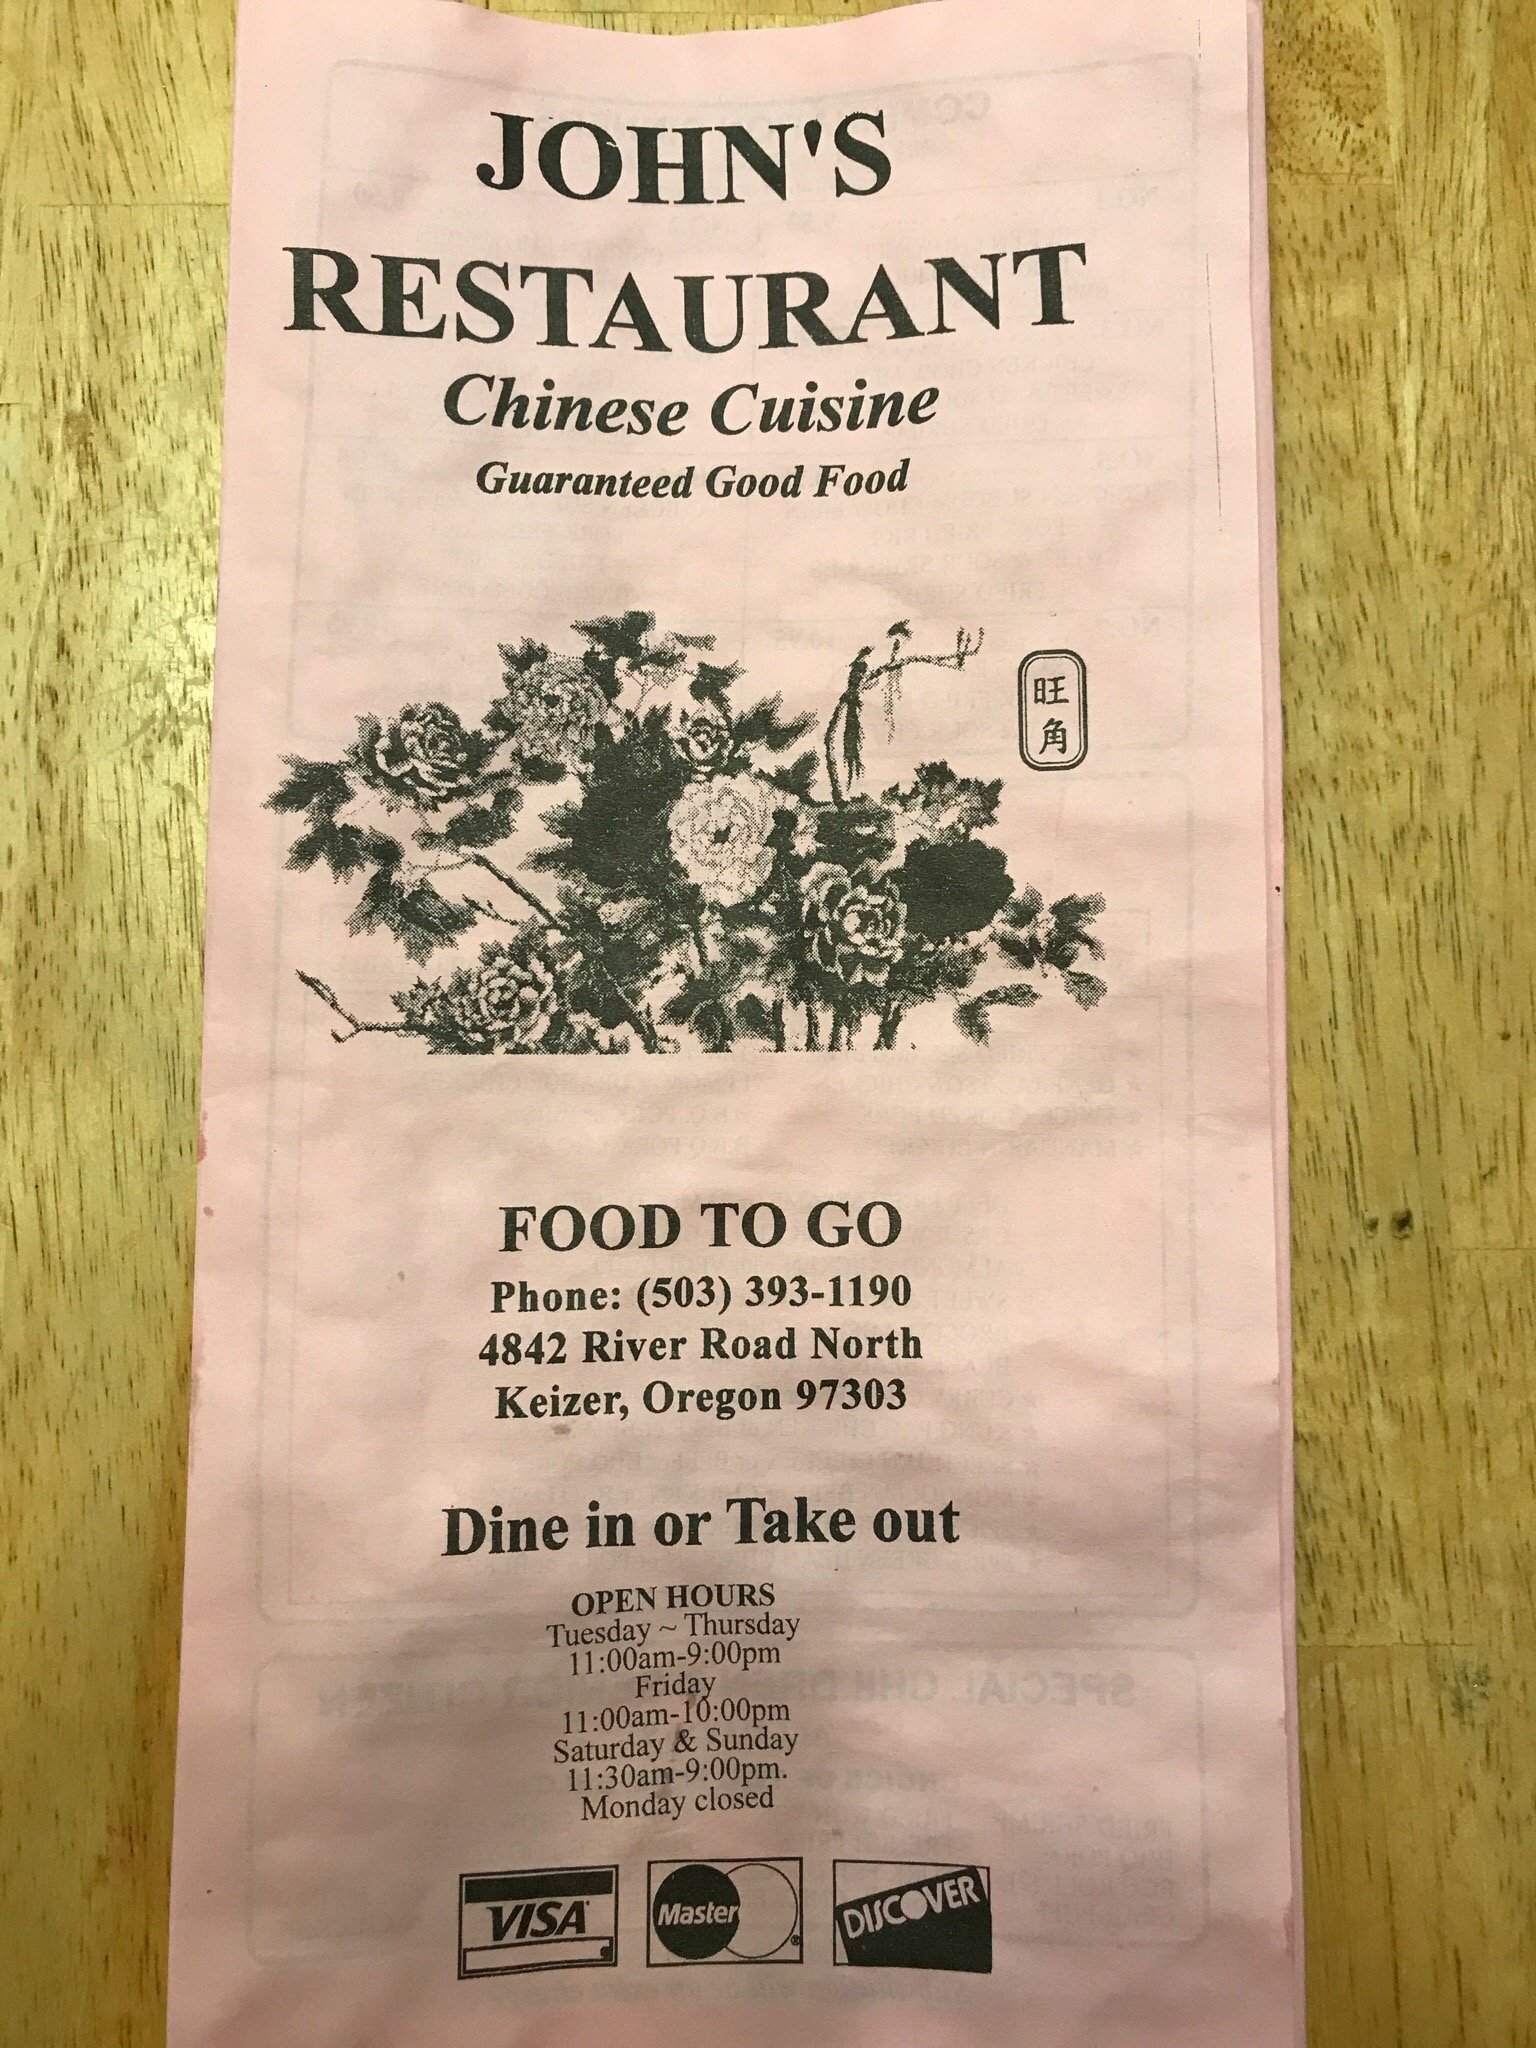 JOHN'S
RESTAURANT
Chinese Cuisine
Guaranteed Good Food
旺
角
FOOD TO GO
Phone: (503) 393-1190
4842 River Road North
Keizer, Oregon 97303
Dine in or Take out
OPEN HOURS
Tuesday ~ Thursday
11:00am-9:00pm
Friday
11:00am-10:00pm
Saturday & Sunday
11:30am-9:00pm.
Monday closed
VISA Master DISCOVER